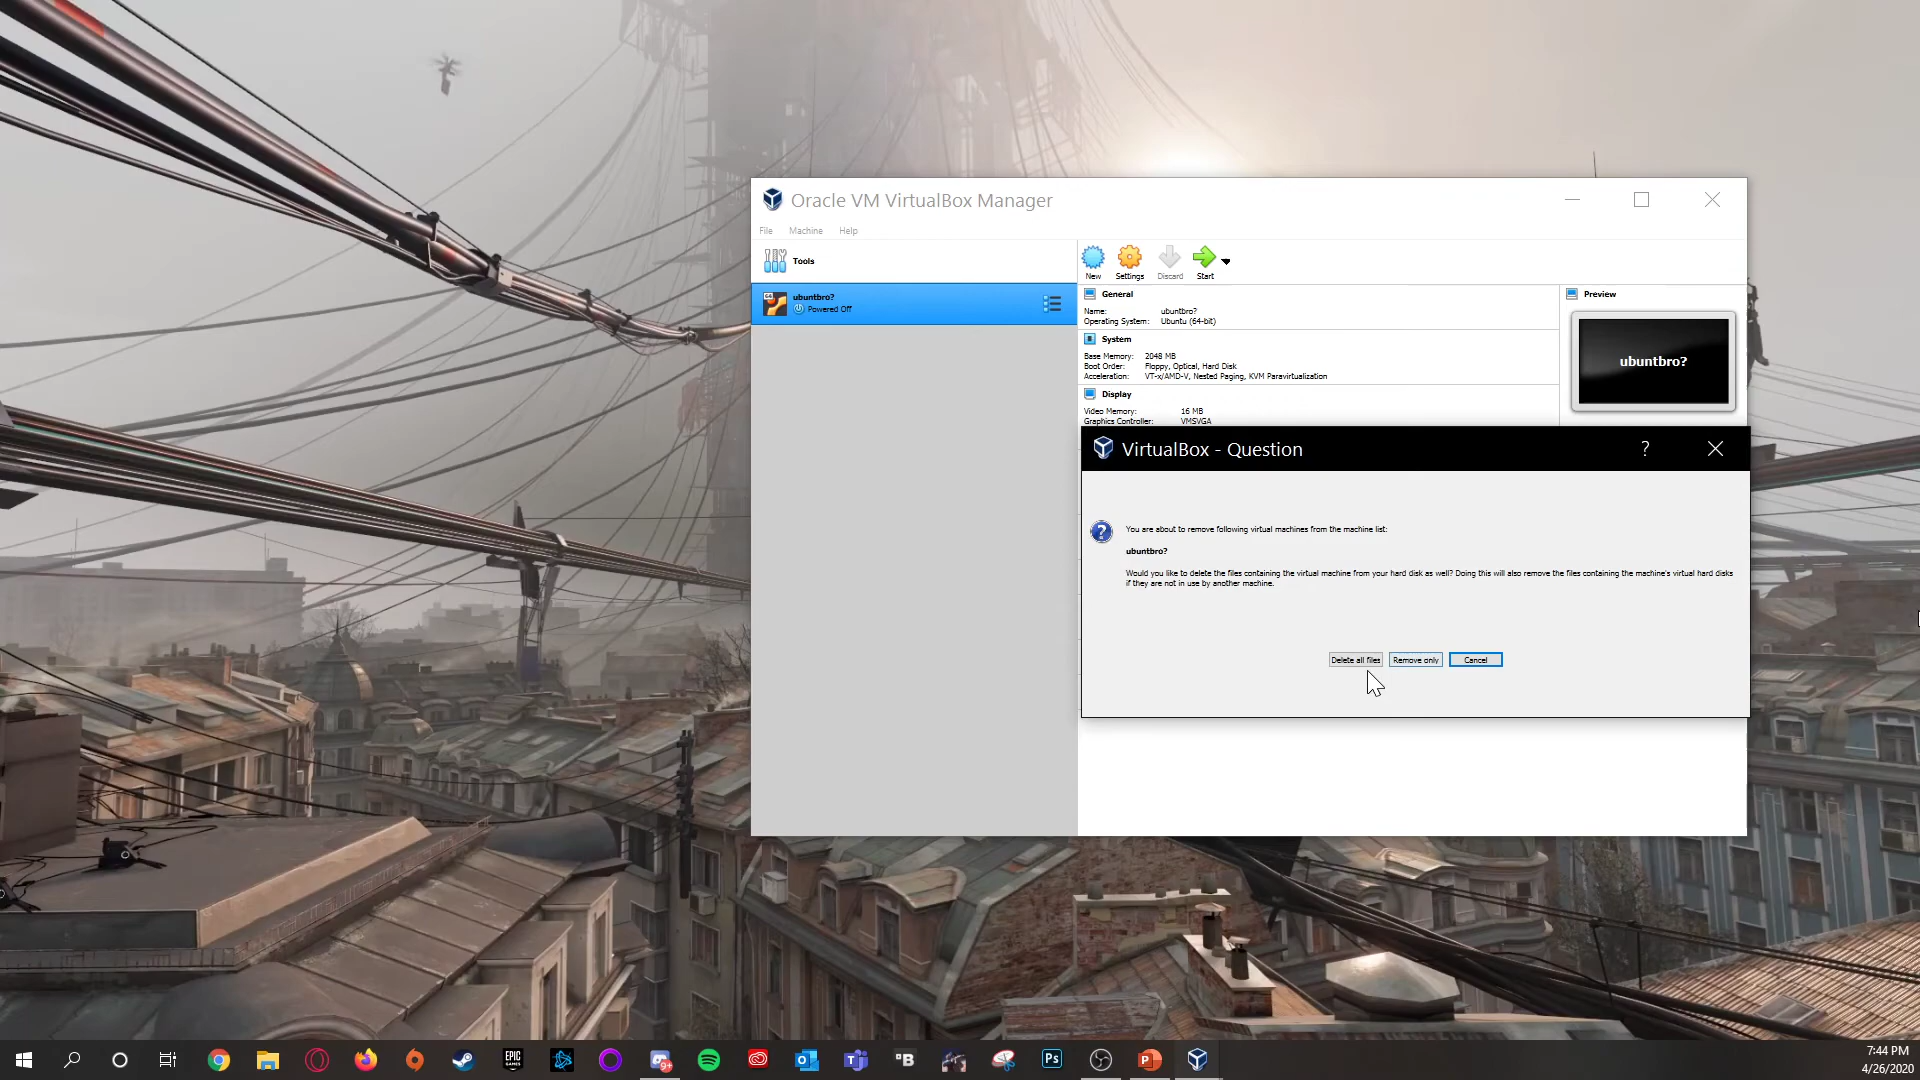 Oracle VM VirtualBox Manager
File Machine Help
Tools
New Settings Discard Start
ubuntbro?
Powered Off
General
Name: ubuntbro?
Operating System: Ubuntu (64-bit)
System
Base Memory: 2048 MB
Boot Order: Floppy, Optical, Hard Disk
Acceleration: VT-x/AMD-V, Nested Paging, KVM Paravirtualization
Display
Video Memory: 16 MB
Graphics Controller: VMSVGA
Preview
ubuntbro?
VirtualBox - Question
?
You are about to remove following virtual machines from the machine list:
ubuntbro?
Would you like to delete the files containing the virtual machine from your hard disk as well? Doing this will also remove the files containing the machine's virtual hard disks
if they are not in use by another machine.
Delete all files Remove only Cancel
EPIC GAMES
9+
B
Ps
P
7:44 PM
4/26/2020